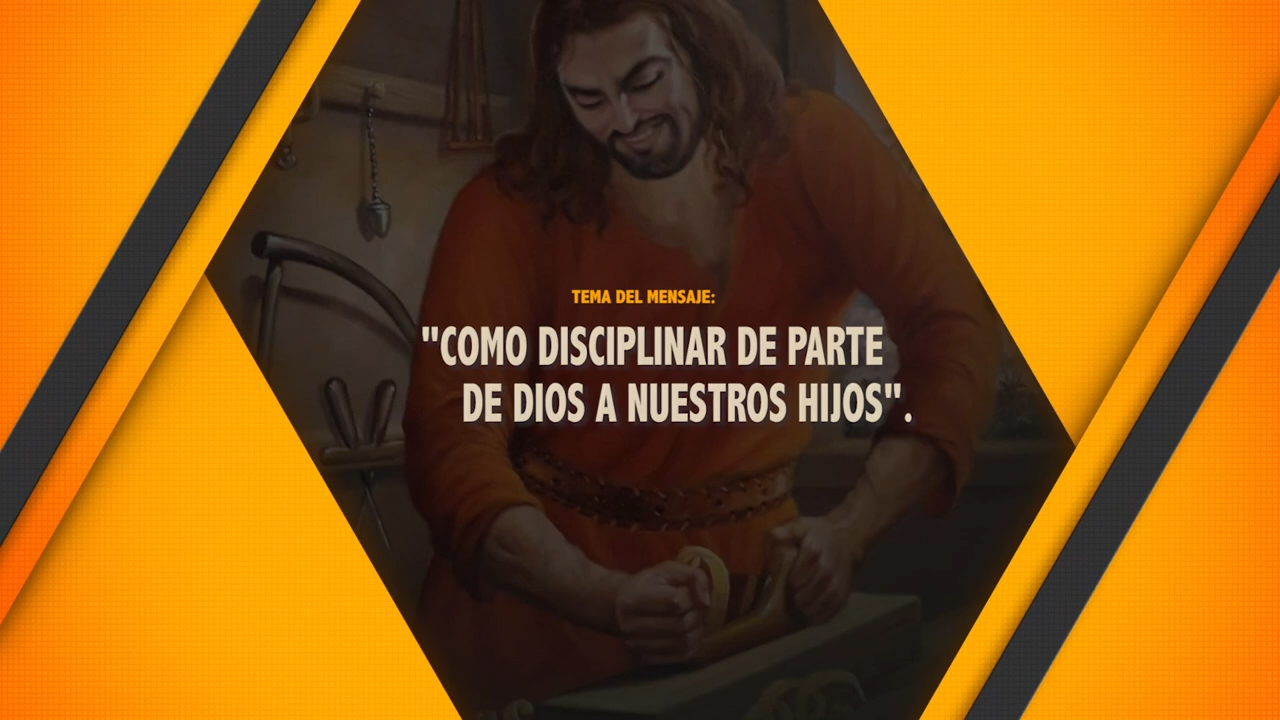 TEMA DEL MENSAJE:
"COMO DISCIPLINAR DE PARTE
DE DIOS A NUESTROS HIJOS".